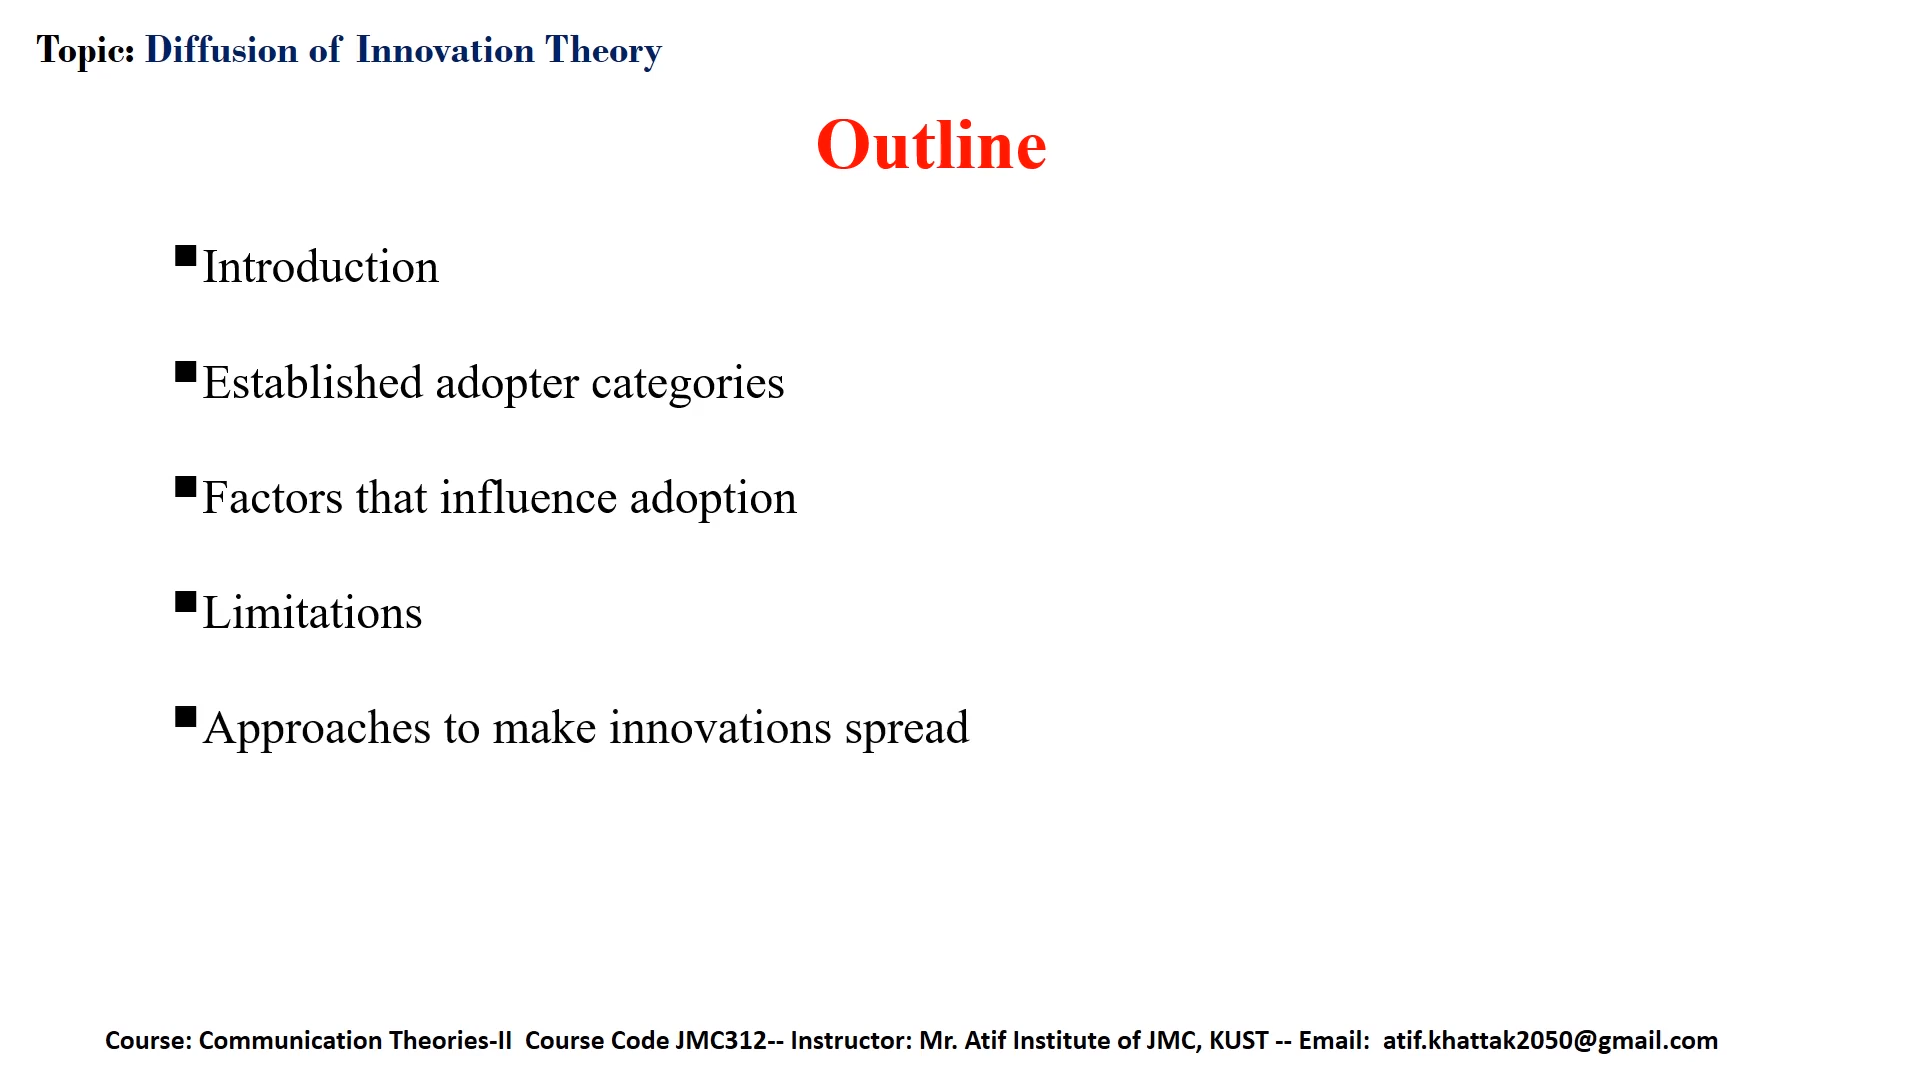 Topic: Diffusion of Innovation Theory
Outline
▪Introduction
▪Established adopter categories
▪Factors that influence adoption
▪Limitations
▪Approaches to make innovations spread
Course: Communication Theories-II Course Code JMC312-- Instructor: Mr. Atif Institute of JMC, KUST -- Email: atif.khattak2050@gmail.com